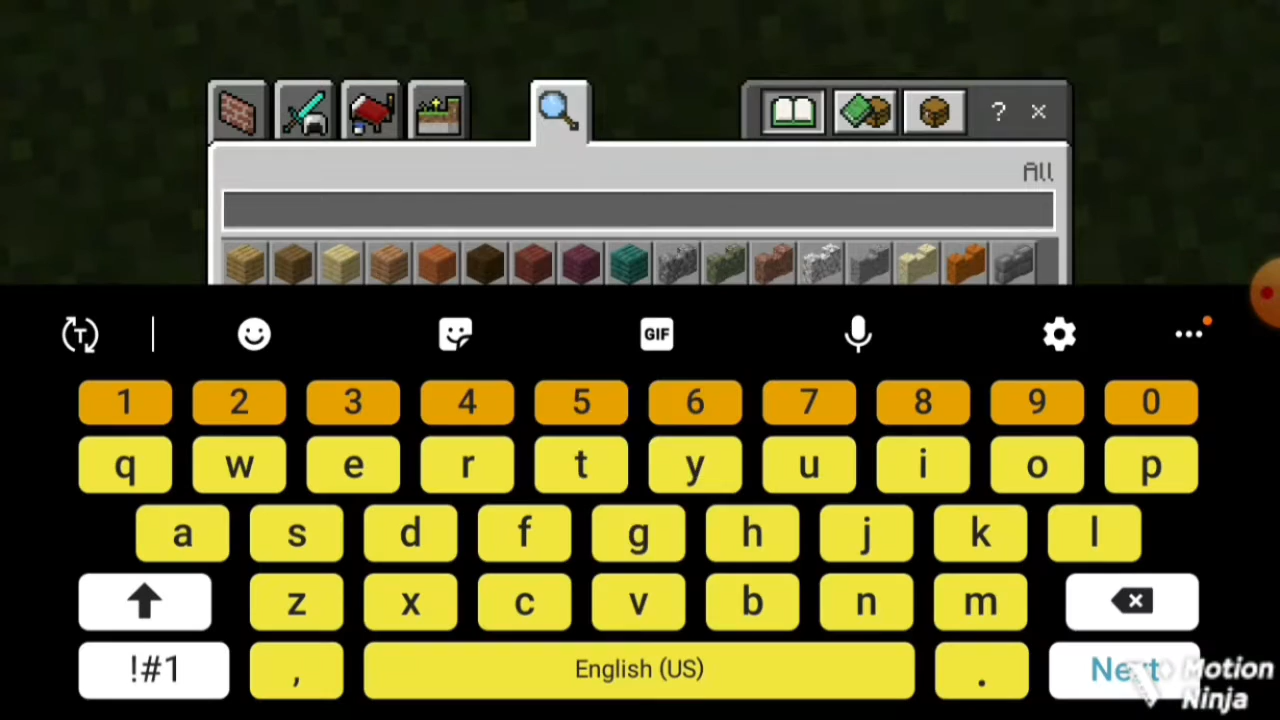 ? ×
All
T
GIF
1 2 3 4 5 6 7 8 9 0
q w e r t y u i o p
a s d f g h j k l
z x c v b n m
!#1 , English (US) . Next
Motion
Ninja